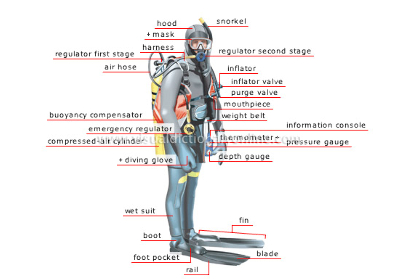 hood
snorkel
+ mask
harness
regulator first stage
regulator second stage
air hose
inflator
inflator valve
purge valve
mouthpiece
buoyancy compensator
weight belt
emergency regulator
information console
compressed-air cylinder
thermometer +
pressure gauge
+ diving glove
depth gauge
wet suit
fin
boot
foot pocket
blade
rail